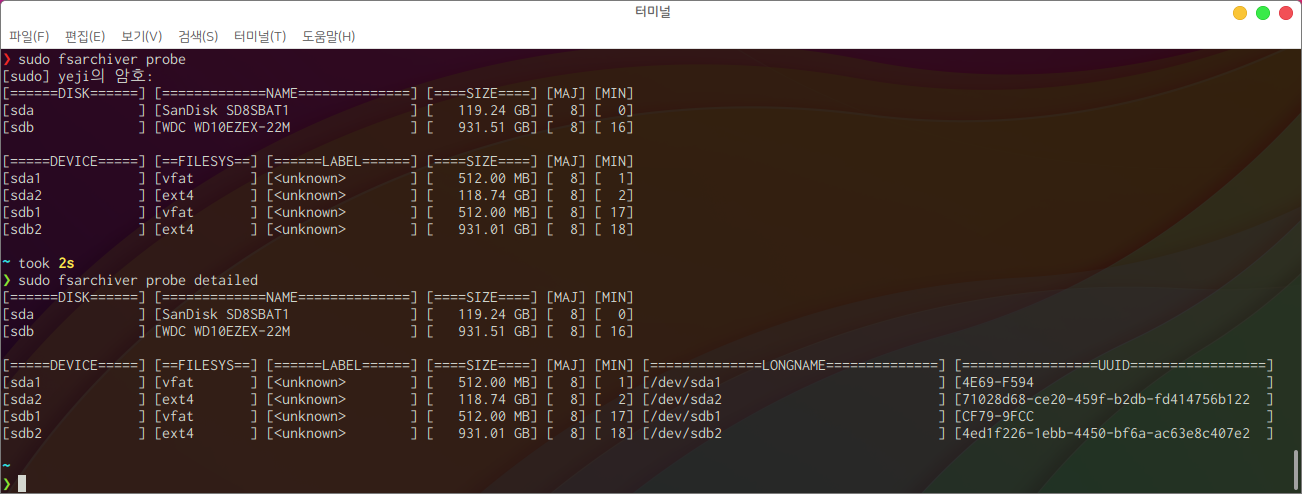 터미널
파일(F) 편집(E) 보기(V) 검색(S) 터미널(T) 도움말(H)
❯ sudo fsarchiver probe
[sudo] yeji의 암호:
[======DISK======] [=============NAME==============] [====SIZE====] [MAJ] [MIN]
[sda             ] [SanDisk SD8SBAT1               ] [   119.24 GB] [  8] [  0]
[sdb             ] [WDC WD10EZEX-22M               ] [   931.51 GB] [  8] [ 16]
[=====DEVICE=====] [==FILESYS==] [======LABEL======] [====SIZE====] [MAJ] [MIN]
[sda1            ] [vfat       ] [<unknown>        ] [   512.00 MB] [  8] [  1]
[sda2            ] [ext4       ] [<unknown>        ] [   118.74 GB] [  8] [  2]
[sdb1            ] [vfat       ] [<unknown>        ] [   512.00 MB] [  8] [ 17]
[sdb2            ] [ext4       ] [<unknown>        ] [   931.01 GB] [  8] [ 18]
~ took 2s
❯ sudo fsarchiver probe detailed
[======DISK======] [=============NAME==============] [====SIZE====] [MAJ] [MIN]
[sda             ] [SanDisk SD8SBAT1               ] [   119.24 GB] [  8] [  0]
[sdb             ] [WDC WD10EZEX-22M               ] [   931.51 GB] [  8] [ 16]
[=====DEVICE=====] [==FILESYS==] [======LABEL======] [====SIZE====] [MAJ] [MIN] [==============LONGNAME==============] [=================UUID=================]
[sda1            ] [vfat       ] [<unknown>        ] [   512.00 MB] [  8] [  1] [/dev/sda1                           ] [4E69-F594                             ]
[sda2            ] [ext4       ] [<unknown>        ] [   118.74 GB] [  8] [  2] [/dev/sda2                           ] [71028d68-ce20-459f-b2db-fd414756b122  ]
[sdb1            ] [vfat       ] [<unknown>        ] [   512.00 MB] [  8] [ 17] [/dev/sdb1                           ] [CF79-9FCC                             ]
[sdb2            ] [ext4       ] [<unknown>        ] [   931.01 GB] [  8] [ 18] [/dev/sdb2                           ] [4ed1f226-1ebb-4450-bf6a-ac63e8c407e2  ]
~
❯